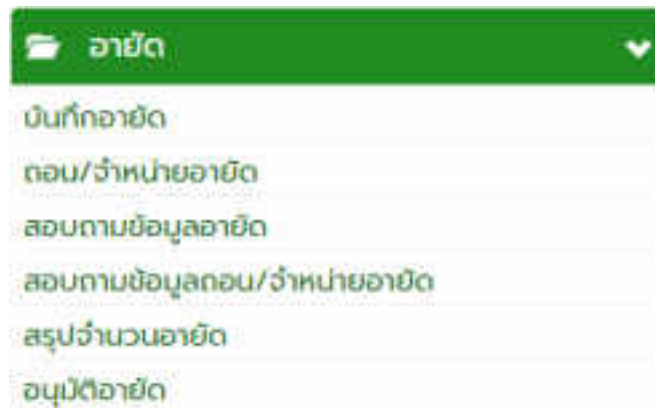 อายัด
บันทึกอายัด
ถอน/จำหน่ายอายัด
สอบถามข้อมูลอายัด
สอบถามข้อมูลถอน/จำหน่ายอายัด
สรุปจำนวนอายัด
อนุมัติอายัด